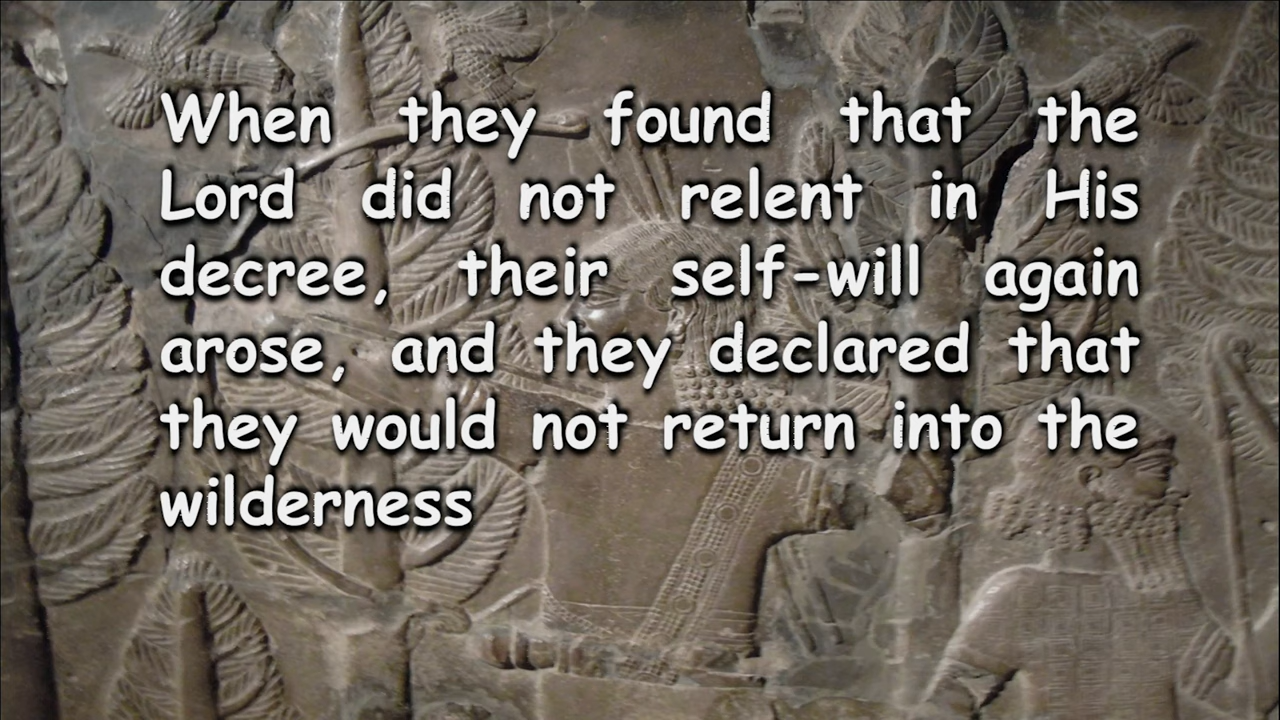 When they found that the
Lord did not relent in His
decree, their self-will again
arose, and they declared that
they would not return into the
wilderness